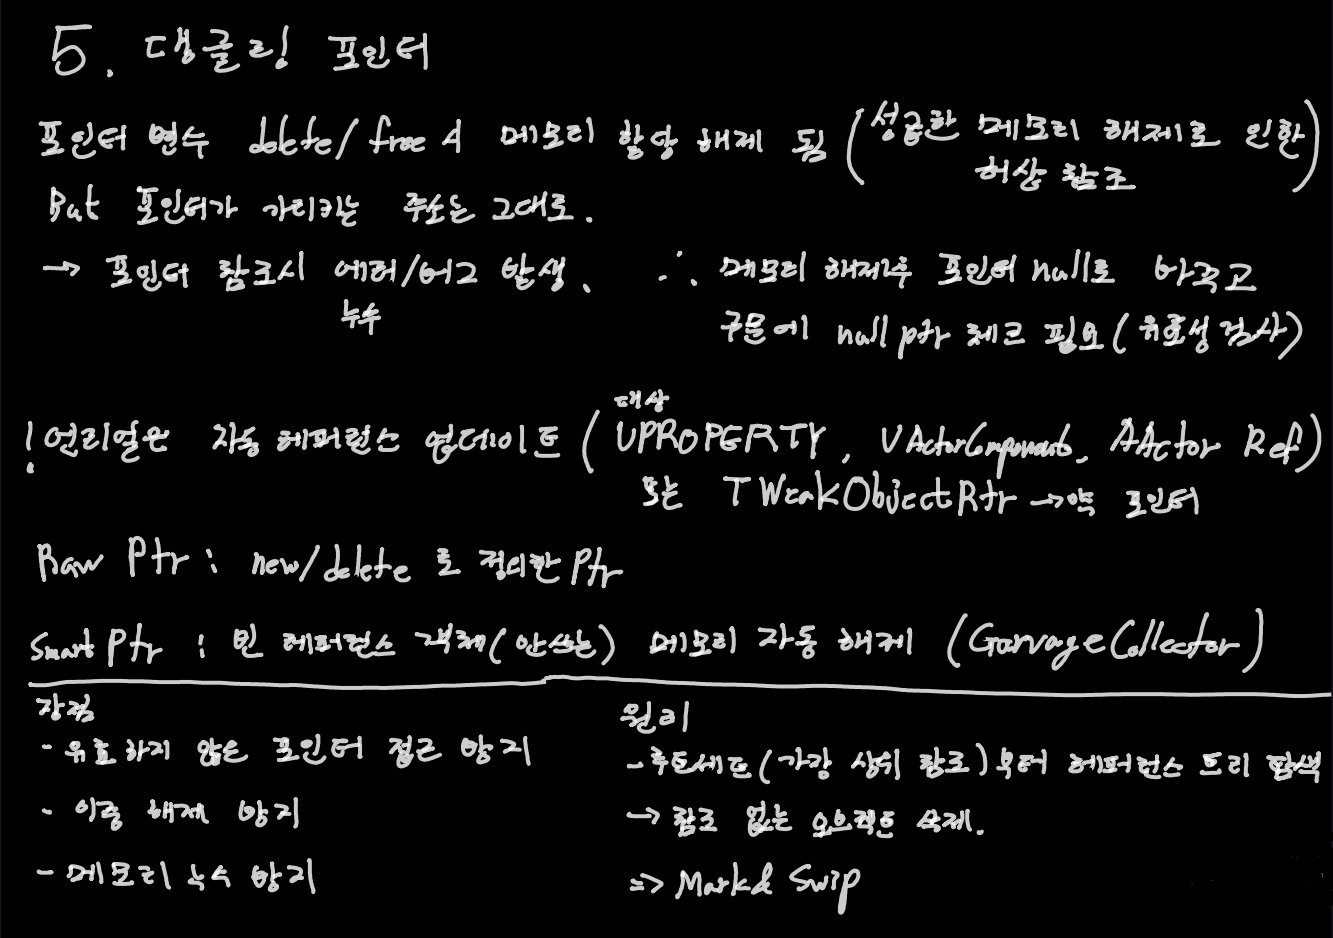 5. 댕글링 포인터
포인터 변수 delete/free 시 메모리 할당 해제 됨 (성급한 메모리 해제로 인한
허상 참조)
But 포인터가 가리키는 주소는 그대로.
→ 포인터 참조시 에러/버그 발생.
누수
∴ 메모리 해제후 포인터 null로 바꾸고
구문에 null ptr 체크 필요 (유효성 검사)
! 언리얼은 자동 레퍼런스 업데이트 (UPROPERTY, UActorComponent, AActor Ref)
대상
또는 TWeakObjectPtr → 약 포인터
Raw Ptr : new/delete 로 정의한 Ptr
Smart Ptr : 빈 레퍼런스 객체(안쓰는) 메모리 자동 해제 (GarvageCollector)
장점
- 유효하지 않은 포인터 접근 방지
- 이중 해제 방지
- 메모리 누수 방지
원리
- 루트세트(가장 상위 참조)부터 레퍼런스 트리 탐색
→ 참조 없는 오브젝트 삭제.
=> Mark & Swip